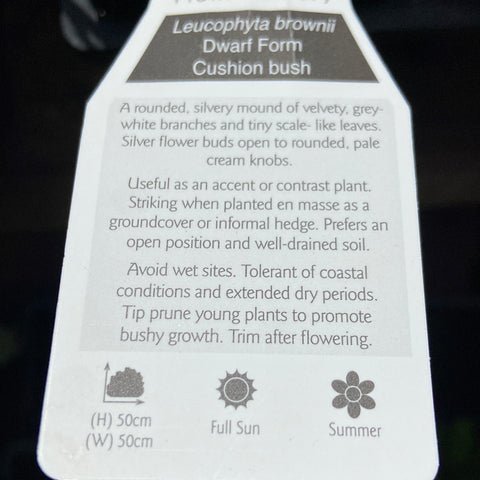 Leucophyta brownii
Dwarf Form
Cushion bush
A rounded, silvery mound of velvety, grey-
white branches and tiny scale- like leaves.
Silver flower buds open to rounded, pale
cream knobs.
Useful as an accent or contrast plant.
Striking when planted en masse as a
groundcover or informal hedge. Prefers an
open position and well-drained soil.
Avoid wet sites. Tolerant of coastal
conditions and extended dry periods.
Tip prune young plants to promote
bushy growth. Trim after flowering.
(H) 50cm
(W) 50cm
Full Sun
Summer